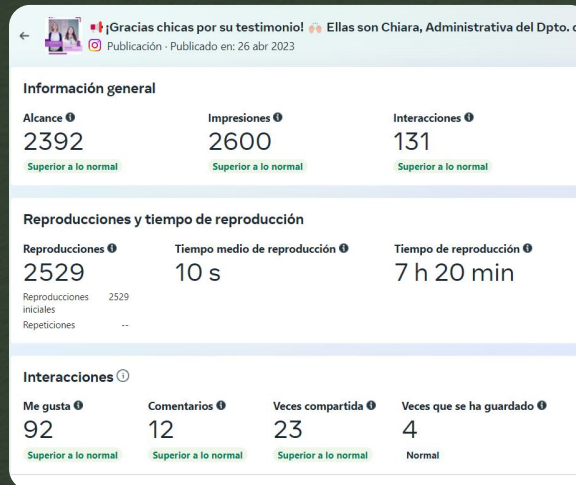 ¡Gracias chicas por su testimonio! 🙌🏻 Ellas son Chiara, Administrativa del Dpto.
Publicación · Publicado en: 26 abr 2023
Información general
Alcance Impresiones Interacciones
2392 2600 131
Superior a lo normal Superior a lo normal Superior a lo normal
Reproducciones y tiempo de reproducción
Reproducciones Tiempo medio de reproducción Tiempo de reproducción
2529 10 s 7 h 20 min
Reproducciones iniciales 2529
Repeticiones --
Interacciones
Me gusta Comentarios Veces compartida Veces que se ha guardado
92 12 23 4
Superior a lo normal Superior a lo normal Superior a lo normal Normal